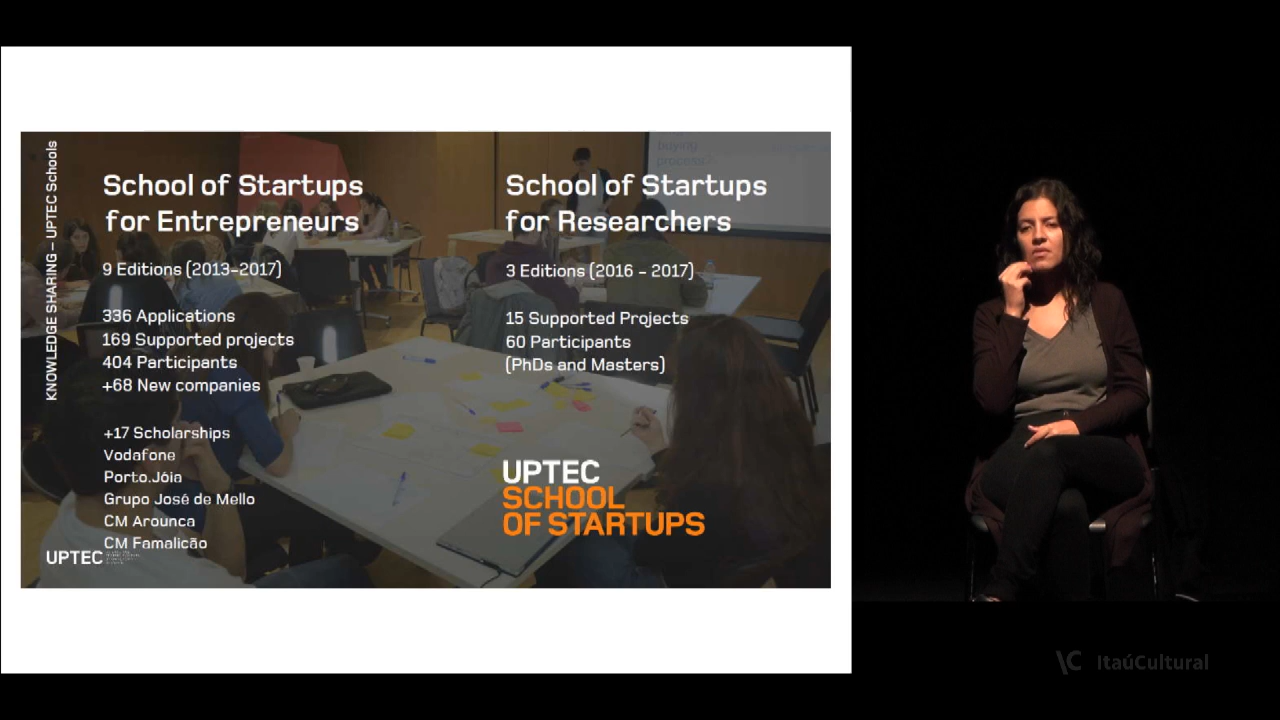 KNOWLEDGE SHARING – UPTEC Schools
School of Startups
for Entrepreneurs
9 Editions (2013–2017)
336 Applications
169 Supported projects
404 Participants
+68 New companies
+17 Scholarships
Vodafone
Porto.Jóia
Grupo José de Mello
CM Arounca
CM Famalicão
UPTEC
School of Startups
for Researchers
3 Editions (2016 – 2017)
15 Supported Projects
60 Participants
(PhDs and Masters)
UPTEC
SCHOOL
OF STARTUPS
buying
process?
ItaúCultural